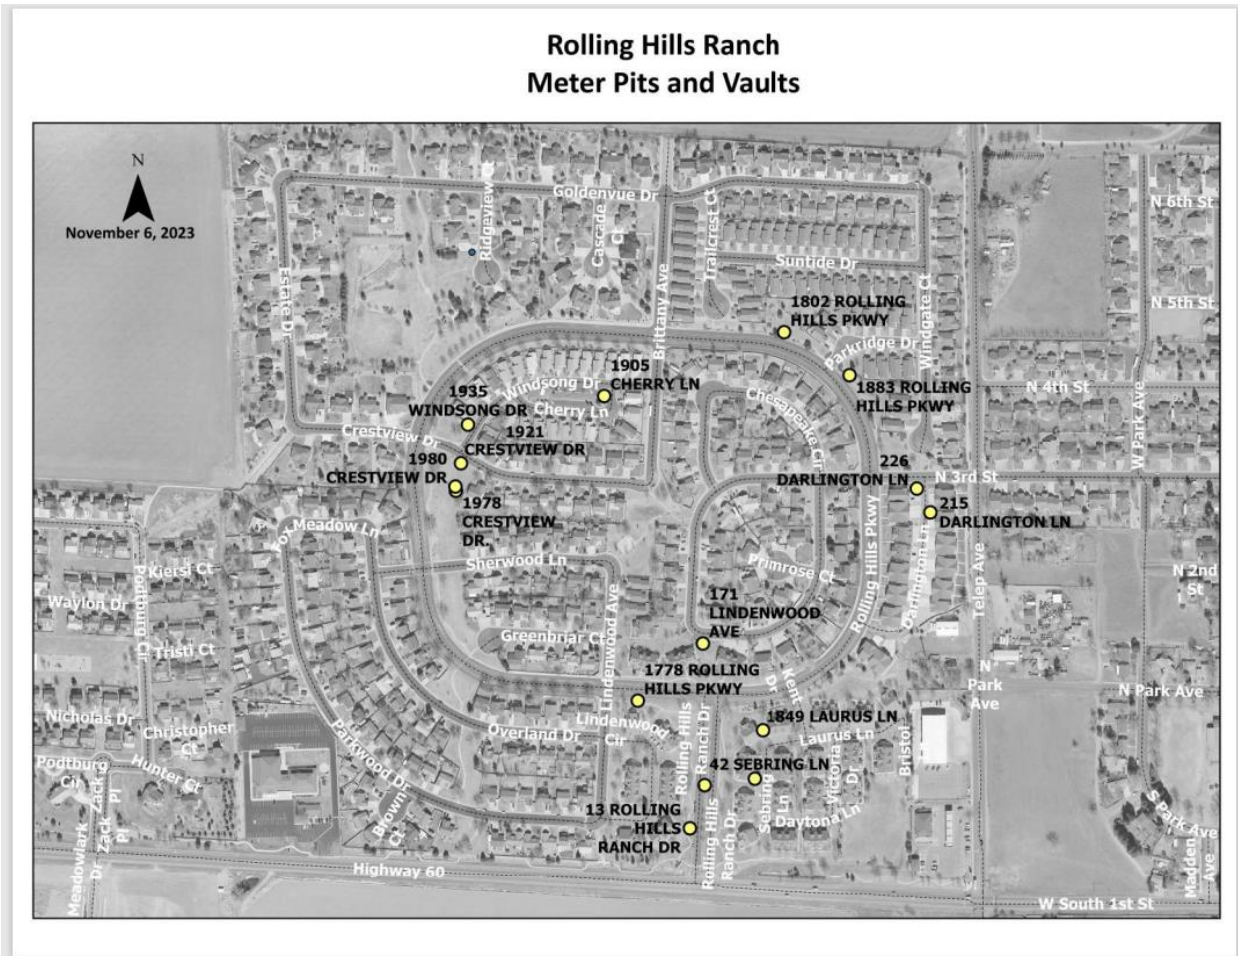 Rolling Hills Ranch
Meter Pits and Vaults
N
November 6, 2023
Goldenvue Dr
Ridgeview Ct
Cascade
Ct
Trailcrest Ct
Suntide Dr
N 6th St
N 5th St
Estate Dr
Brittany Ave
Windgate Ct
1802 ROLLING
HILLS PKWY
Parkridge Dr
1883 ROLLING
HILLS PKWY
N 4th St
W Park Ave
1905
CHERRY LN
Windsong Dr
Cherry Ln
1935
WINDSONG DR
Chesapeake Cir
Crestview Dr
1921
CRESTVIEW DR
1980
CRESTVIEW DR
1978
CRESTVIEW
DR.
226
DARLINGTON LN
N 3rd St
215
DARLINGTON LN
Fox Meadow Ln
Sherwood Ln
Primrose Ct
Rolling Hills Pkwy
Darlington Ln
Telep Ave
N 2nd
St
Kiersi Ct
Waylon Dr
Podtburg Cir
Tristi Ct
Greenbriar Ct
Lindenwood Ave
171
LINDENWOOD
AVE
1778 ROLLING
HILLS PKWY
Kent
Dr
N
Park
Ave
N Park Ave
Nicholas Dr
Christopher
Ct
Parkwood Dr
Overland Dr
Lindenwood
Cir
Rolling Hills
Ranch Dr
1849 LAURUS LN
Laurus Ln
Bristol
Podtburg
Cir
Hunter Ct
Zack
Pl
Zack
Pl
42 SEBRING LN
Victoria
Dr
Sebring
Ln
Daytona Ln
Brown
Ct
13 ROLLING
HILLS
RANCH DR
Rolling Hills
Ranch Dr
S Park Ave
Madden
Ave
Meadowlark
Dr
Highway 60
W South 1st St